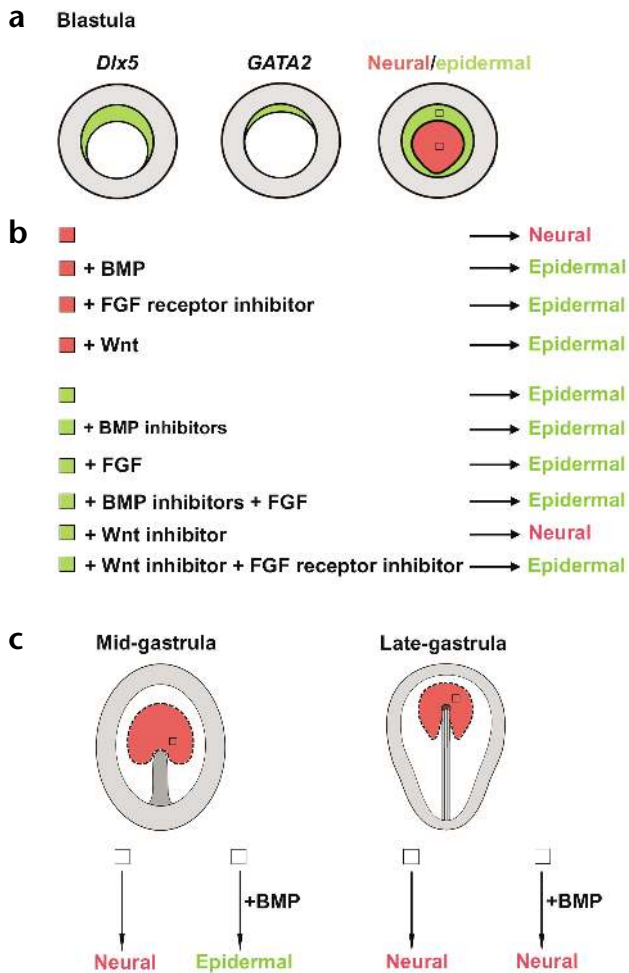 a Blastula
Dlx5 GATA2 Neural/epidermal
b
Neural
+ BMP Epidermal
+ FGF receptor inhibitor Epidermal
+ Wnt Epidermal
Epidermal
+ BMP inhibitors Epidermal
+ FGF Epidermal
+ BMP inhibitors + FGF Epidermal
+ Wnt inhibitor Neural
+ Wnt inhibitor + FGF receptor inhibitor Epidermal
c
Mid-gastrula Late-gastrula
+BMP +BMP
Neural Epidermal Neural Neural